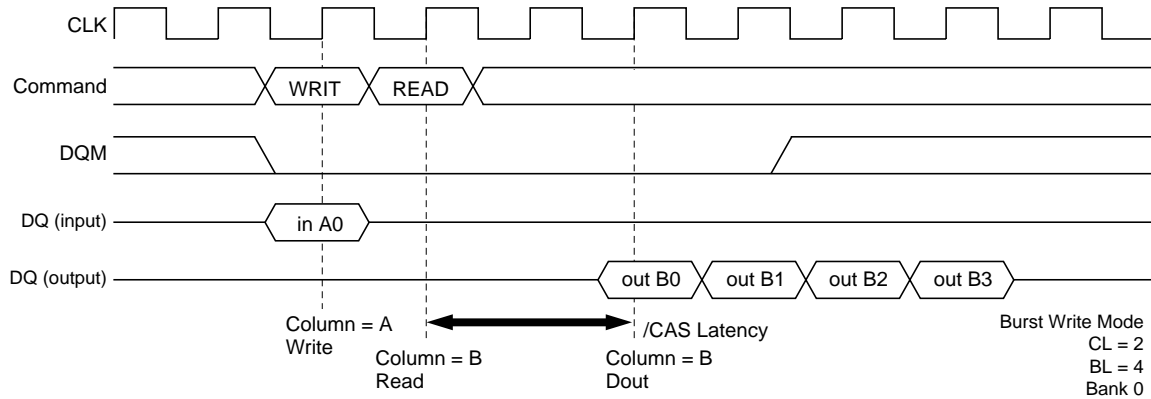 CLK
Command WRIT READ
DQM
DQ (input) in A0
DQ (output) out B0 out B1 out B2 out B3
Column = A
Write
/CAS Latency
Column = B
Read
Column = B
Dout
Burst Write Mode
CL = 2
BL = 4
Bank 0